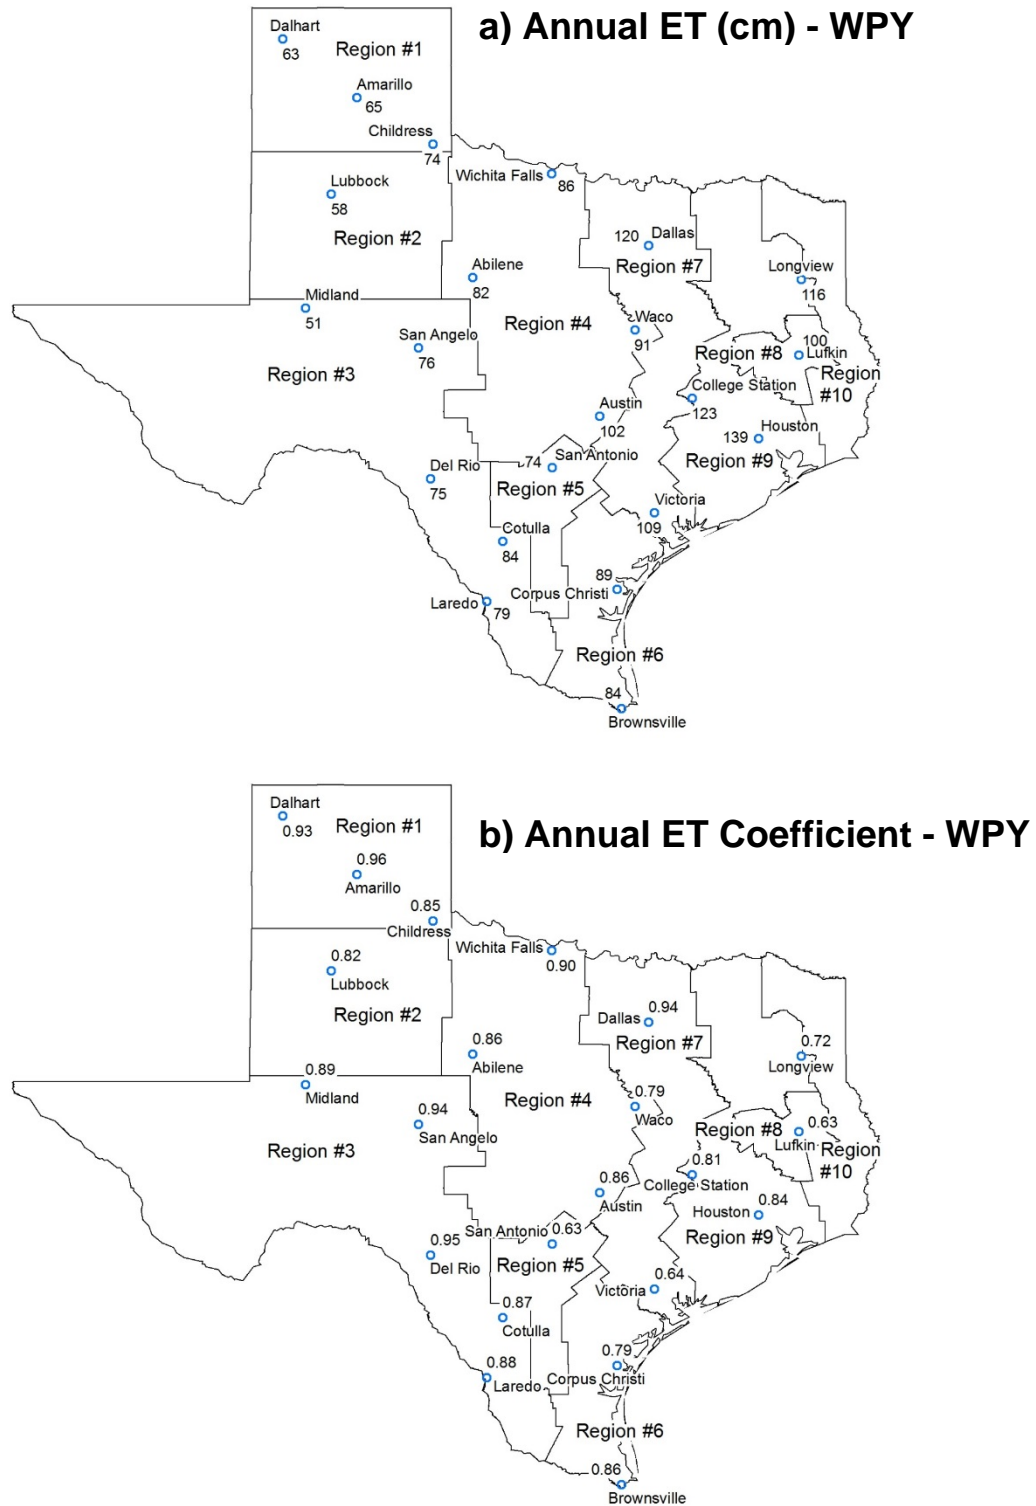 a) Annual ET (cm) - WPY
Dalhart
63
Region #1
Amarillo
65
Childress
74
Wichita Falls
86
Lubbock
58
Region #2
120
Dallas
Region #7
Abilene
82
Longview
116
Midland
51
Region #4
Waco
91
San Angelo
76
Region #3
Region #8
100
Lufkin
Region
#10
College Station
123
Austin
102
Houston
139
Region #9
Del Rio
75
74
San Antonio
Region #5
Victoria
109
Cotulla
84
89
Corpus Christi
Laredo
79
Region #6
84
Brownsville
b) Annual ET Coefficient - WPY
Dalhart
0.93
Region #1
0.96
Amarillo
0.85
Childress
Wichita Falls
0.90
0.82
Lubbock
Region #2
Dallas
0.94
Region #7
0.86
Abilene
0.72
Longview
0.89
Midland
Region #4
0.79
Waco
0.94
San Angelo
Region #3
Region #8
0.63
Lufkin
Region
#10
0.81
College Station
0.86
Austin
0.84
Houston
Region #9
San Antonio
0.63
Region #5
0.95
Del Rio
0.64
Victoria
0.87
Cotulla
0.79
Corpus Christi
0.88
Laredo
Region #6
0.86
Brownsville